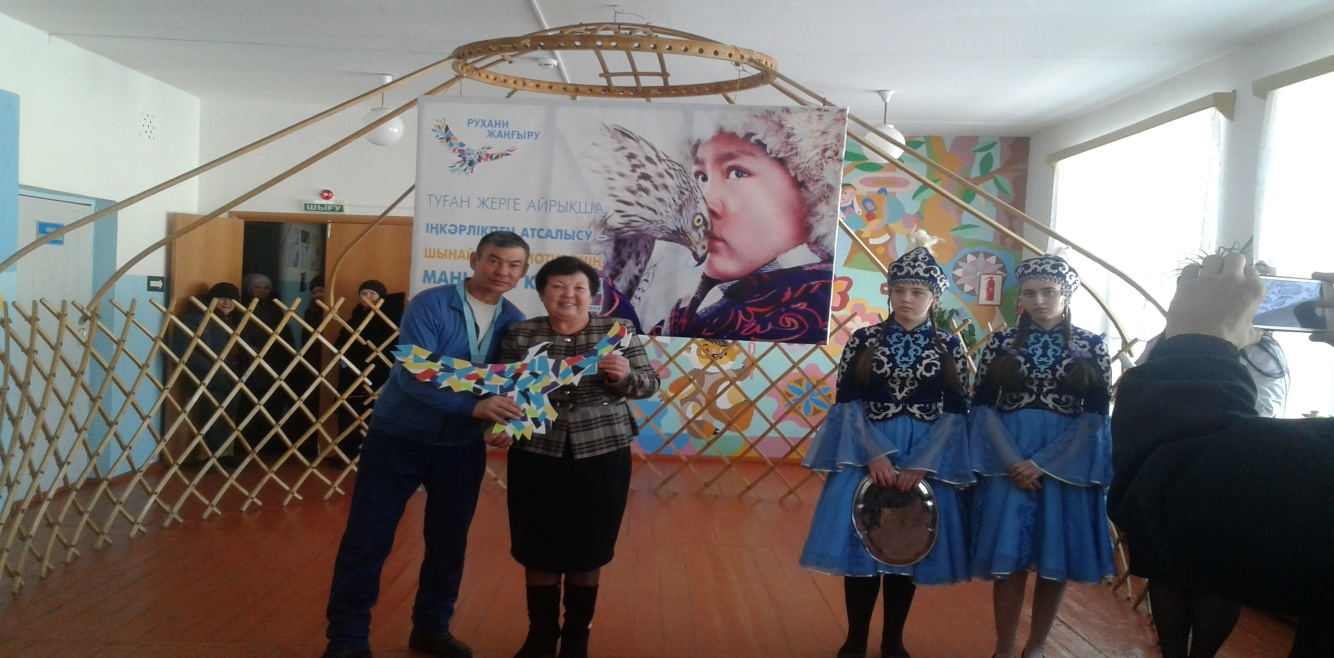 РУХАНИ
ЖАҢҒЫРУ
ТУҒАН ЖЕРГЕ АЙРЫҚША
ІҢКӘРЛІКПЕН АТСАЛЫСУ –
ШЫҒУ